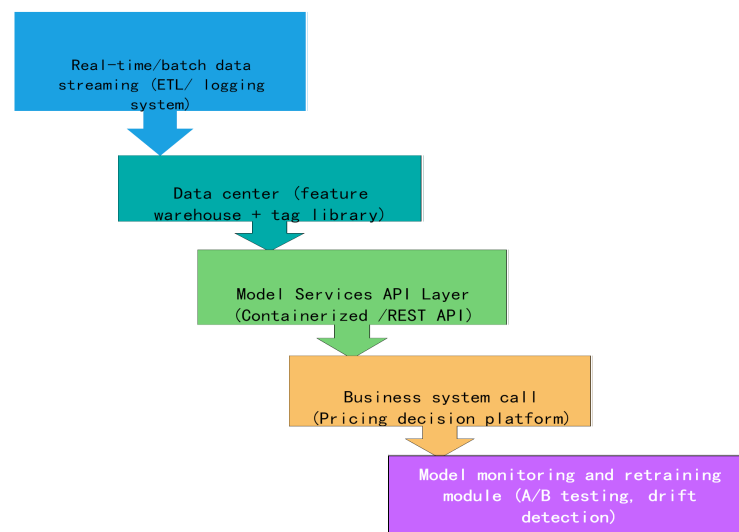 Real-time/batch data
streaming (ETL/ logging
system)
Data center (feature
warehouse + tag library)
Model Services API Layer
(Containerized /REST API)
Business system call
(Pricing decision platform)
Model monitoring and retraining
module (A/B testing, drift
detection)